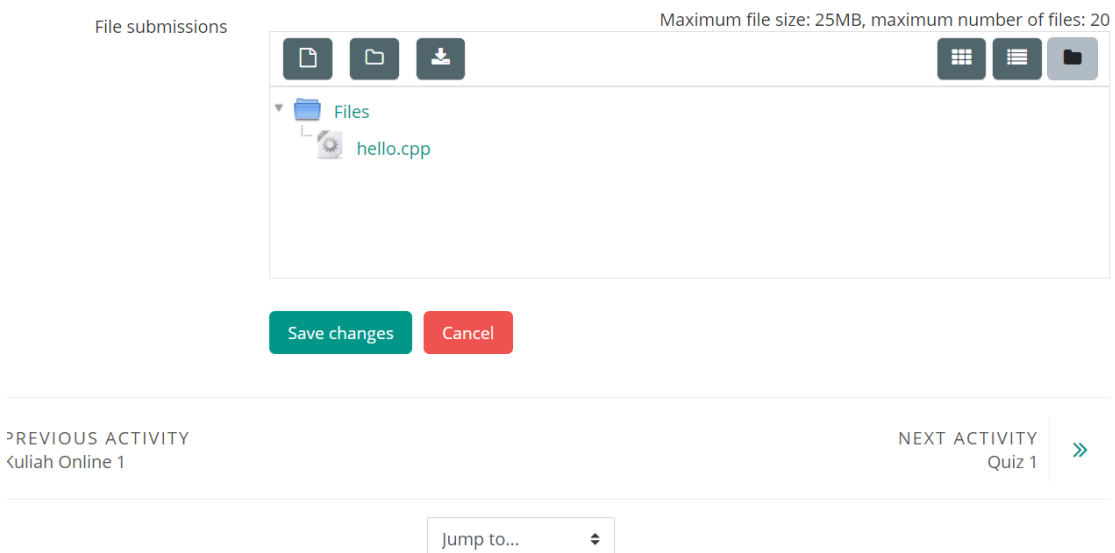 File submissions
Maximum file size: 25MB, maximum number of files: 20
Files
hello.cpp
Save changes
Cancel
PREVIOUS ACTIVITY
Kuliah Online 1
NEXT ACTIVITY
Quiz 1
Jump to...